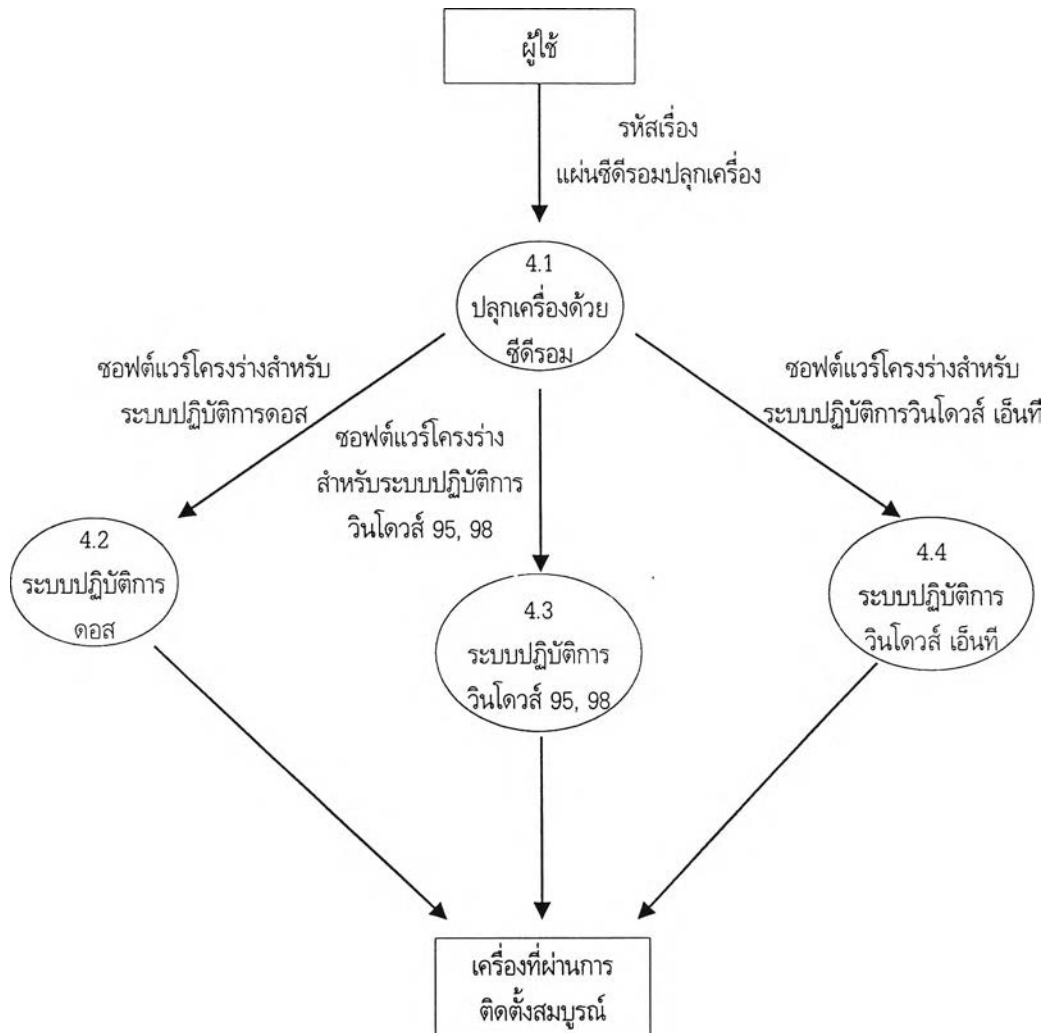 ผู้ใช้
รหัสเรื่อง
แผ่นซีดีรอมปลุกเครื่อง
4.1
ปลุกเครื่องด้วย
ซีดีรอม
ซอฟต์แวร์โครงร่างสำหรับ
ระบบปฏิบัติการดอส
ซอฟต์แวร์โครงร่าง
สำหรับระบบปฏิบัติการ
วินโดวส์ 95, 98
ซอฟต์แวร์โครงร่างสำหรับ
ระบบปฏิบัติการวินโดวส์ เอ็นที
4.2
ระบบปฏิบัติการ
ดอส
4.3
ระบบปฏิบัติการ
วินโดวส์ 95, 98
4.4
ระบบปฏิบัติการ
วินโดวส์ เอ็นที
เครื่องที่ผ่านการ
ติดตั้งสมบูรณ์